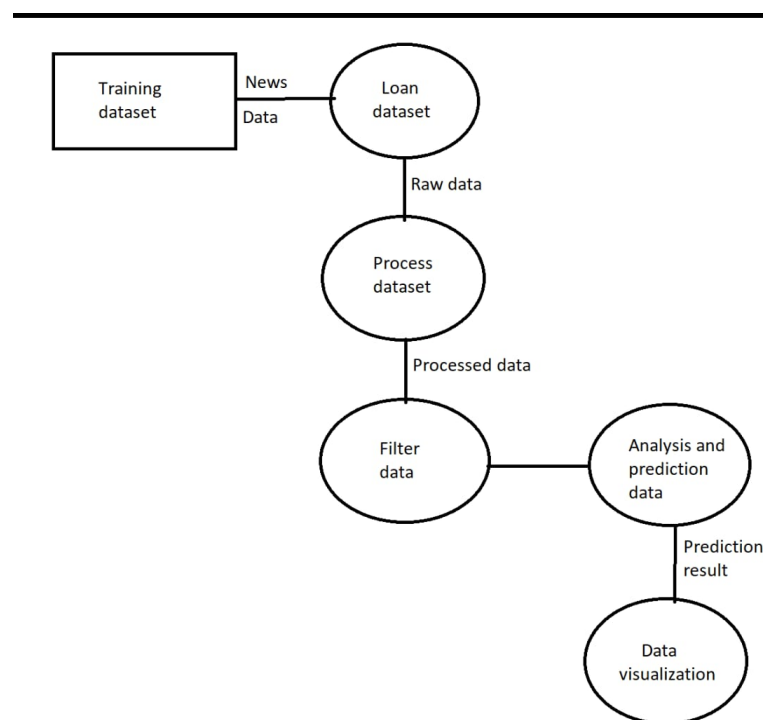 Training
dataset
News
Data
Loan
dataset
Raw data
Process
dataset
Processed data
Filter
data
Analysis and
prediction
data
Prediction
result
Data
visualization